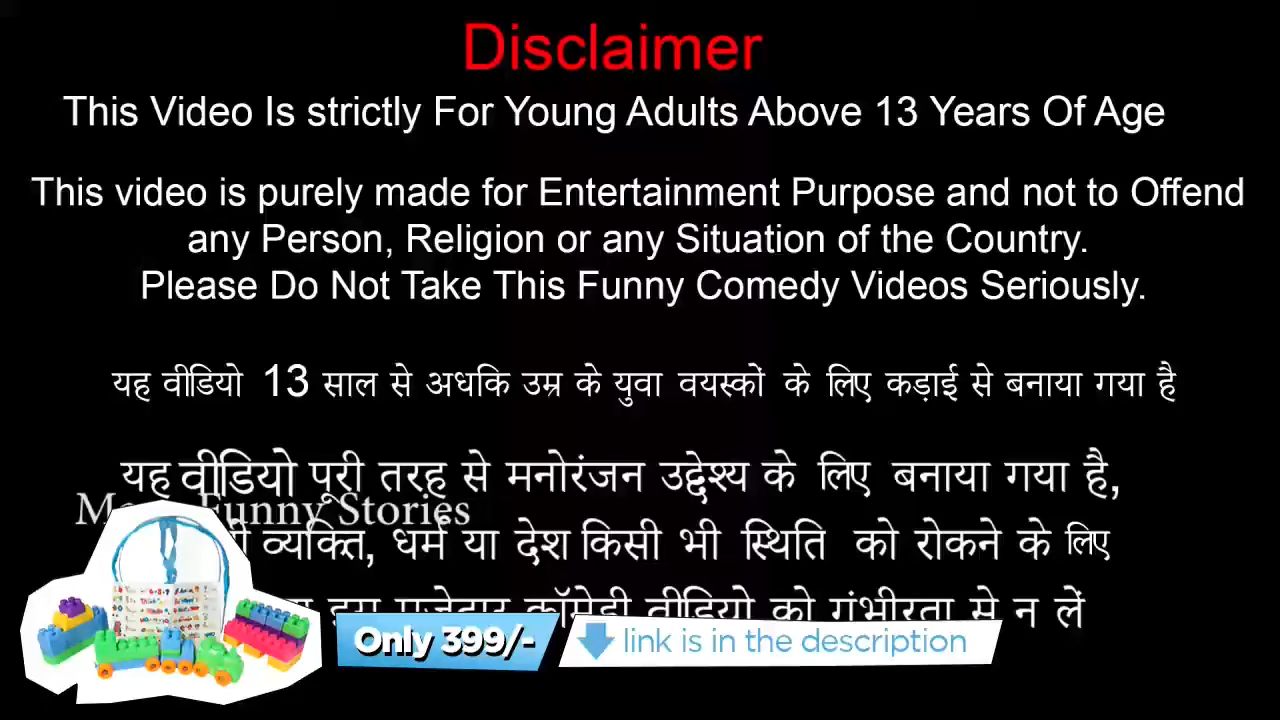 Disclaimer
This Video Is strictly For Young Adults Above 13 Years Of Age
This video is purely made for Entertainment Purpose and not to Offend
any Person, Religion or any Situation of the Country.
Please Do Not Take This Funny Comedy Videos Seriously.
यह वीडियो 13 साल से अधकि उम्र के युवा वयस्कों के लिए कड़ाई से बनाया गया है
यह वीडियो पूरी तरह से मनोरंजन उद्देश्य के लिए बनाया गया है,
Funny Stories
व्यक्ति, धर्म या देश किसी भी स्थिति को रोकने के लिए
इस मजेदार कॉमेडी वीडियो को गंभीरता से न लें
Only 399/-
link is in the description